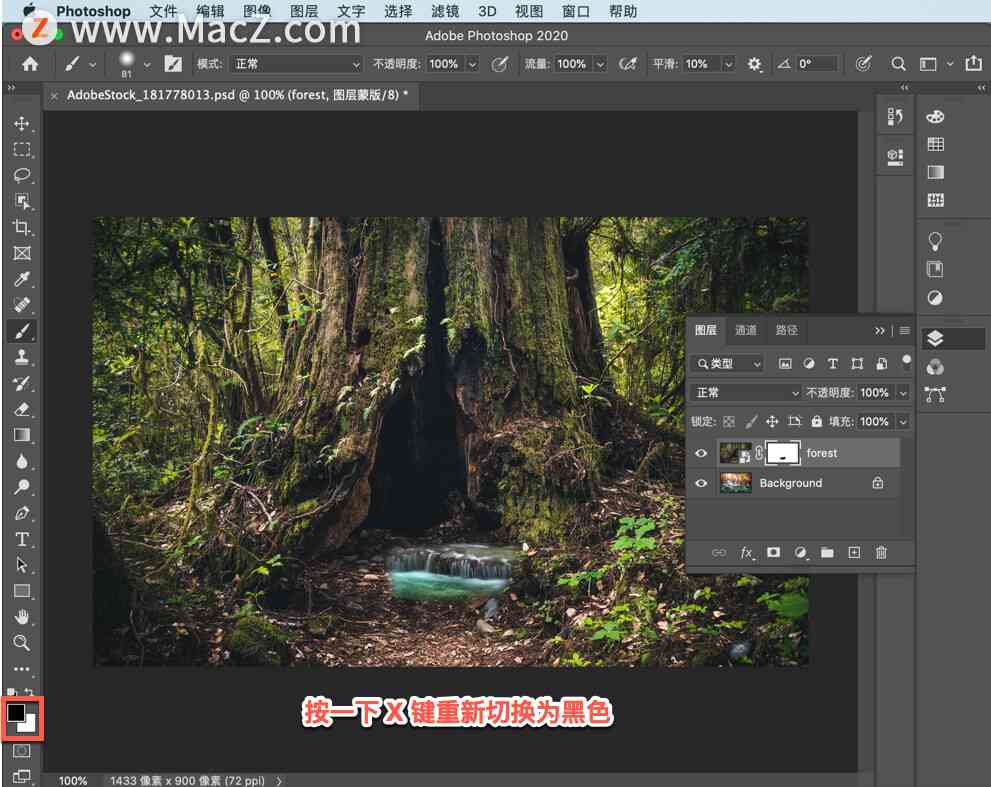 Photoshop 文件 编辑 图像 图层 文字 选择 滤镜 3D 视图 窗口 帮助
Z www.MacZ.com
Adobe Photoshop 2020
81 模式: 正常 不透明度: 100% 流量: 100% 平滑: 10% 0°
× AdobeStock_181778013.psd @ 100% (forest, 图层蒙版/8) *
图层 通道 路径
类型
正常 不透明度: 100%
锁定: 填充: 100%
forest
Background
fx
按一下 X 键重新切换为黑色
100% 1433 像素 x 900 像素 (72 ppi)